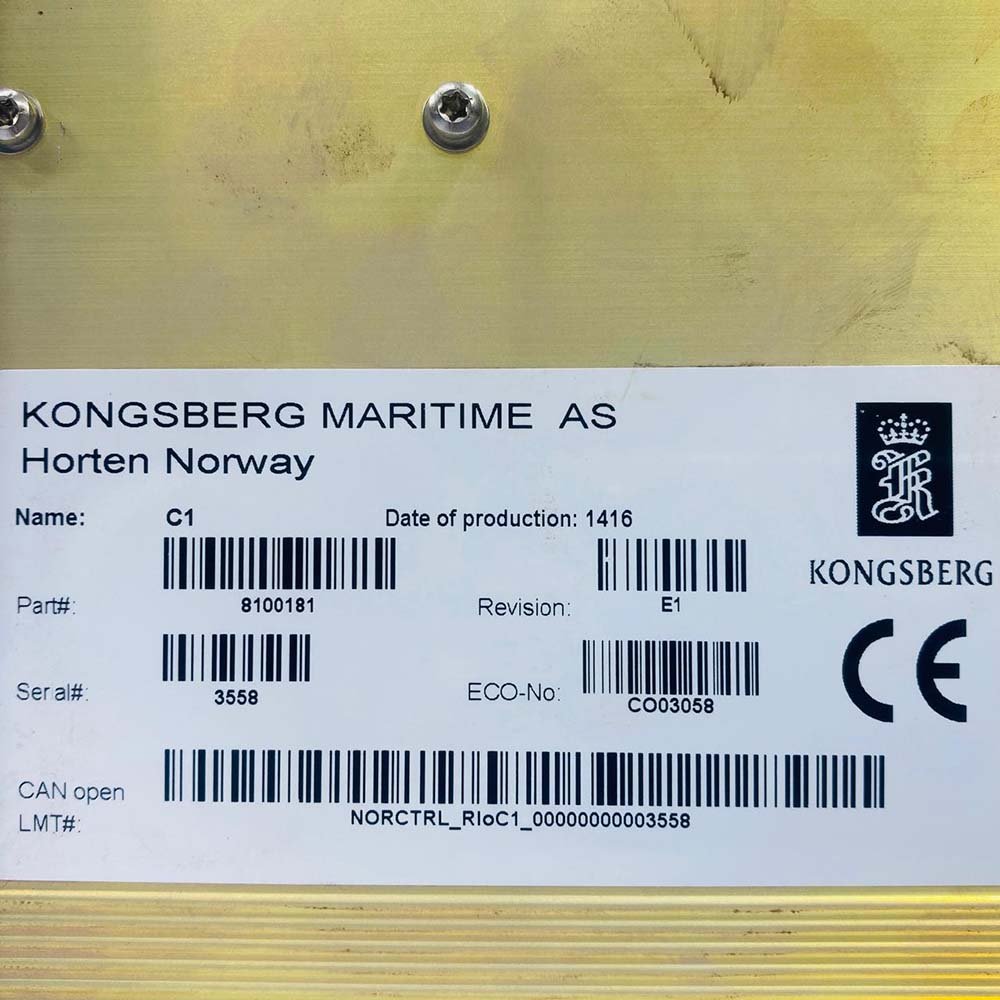 KONGSBERG MARITIME AS
Horten Norway
Name: C1 Date of production: 1416
Part#: 8100181 Revision: E1
Serial#: 3558 ECO-No: CO03058
CAN open
LMT#: NORCTRL_RIoC1_00000000003558
KONGSBERG
CE